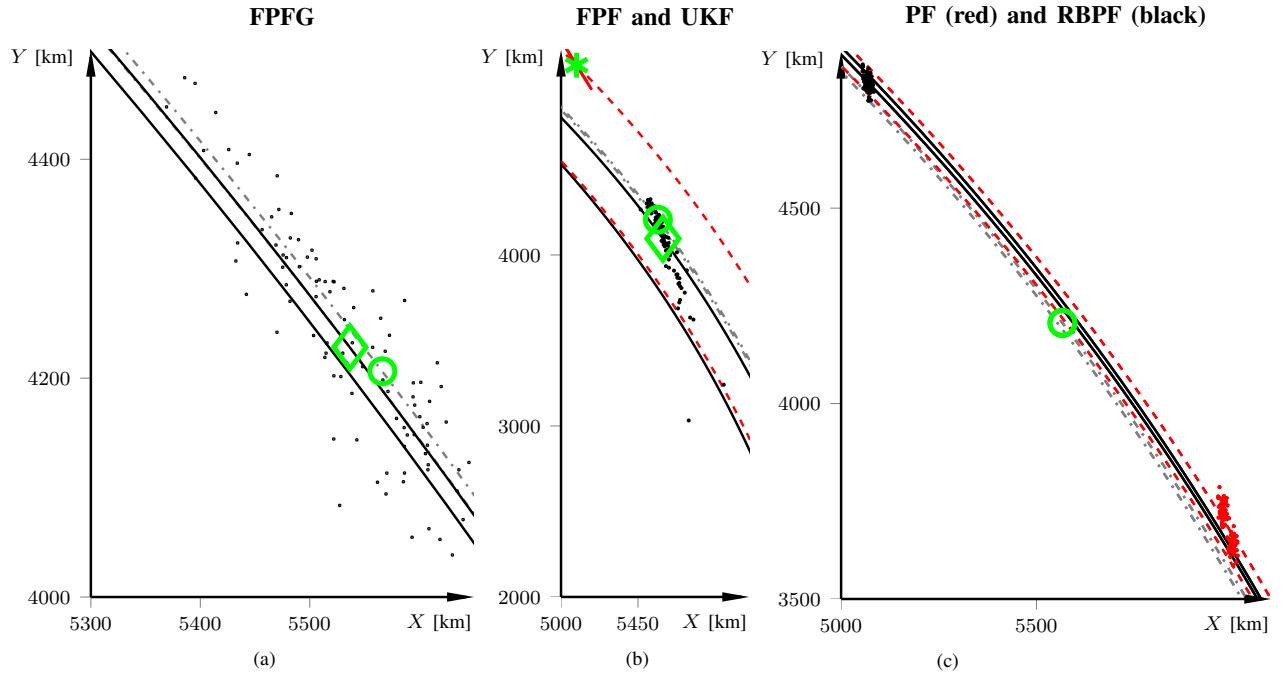 FPFG
FPF and UKF
PF (red) and RBPF (black)
Y [km]
4400
4200
4000
5300
5400
5500
X [km]
(a)
Y [km]
4000
3000
2000
5000
5450
X [km]
(b)
Y [km]
4500
4000
3500
5000
5500
X [km]
(c)